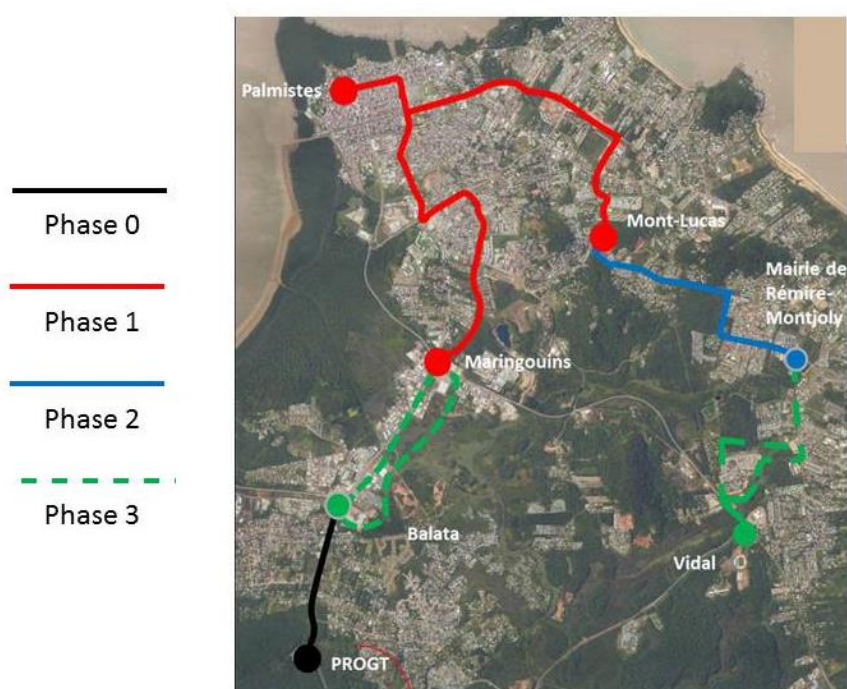 Phase 0
Phase 1
Phase 2
Phase 3
Palmistes
Mont-Lucas
Mairie de
Rémire-
Montjoly
Maringouins
Balata
Vidal
PROGT